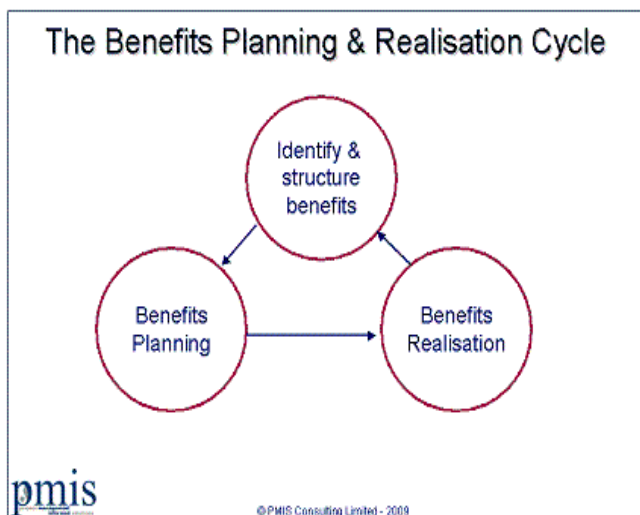 The Benefits Planning & Realisation Cycle
Identify &
structure
benefits
Benefits
Planning
Benefits
Realisation
pmis
© PMIS Consulting Limited - 2009